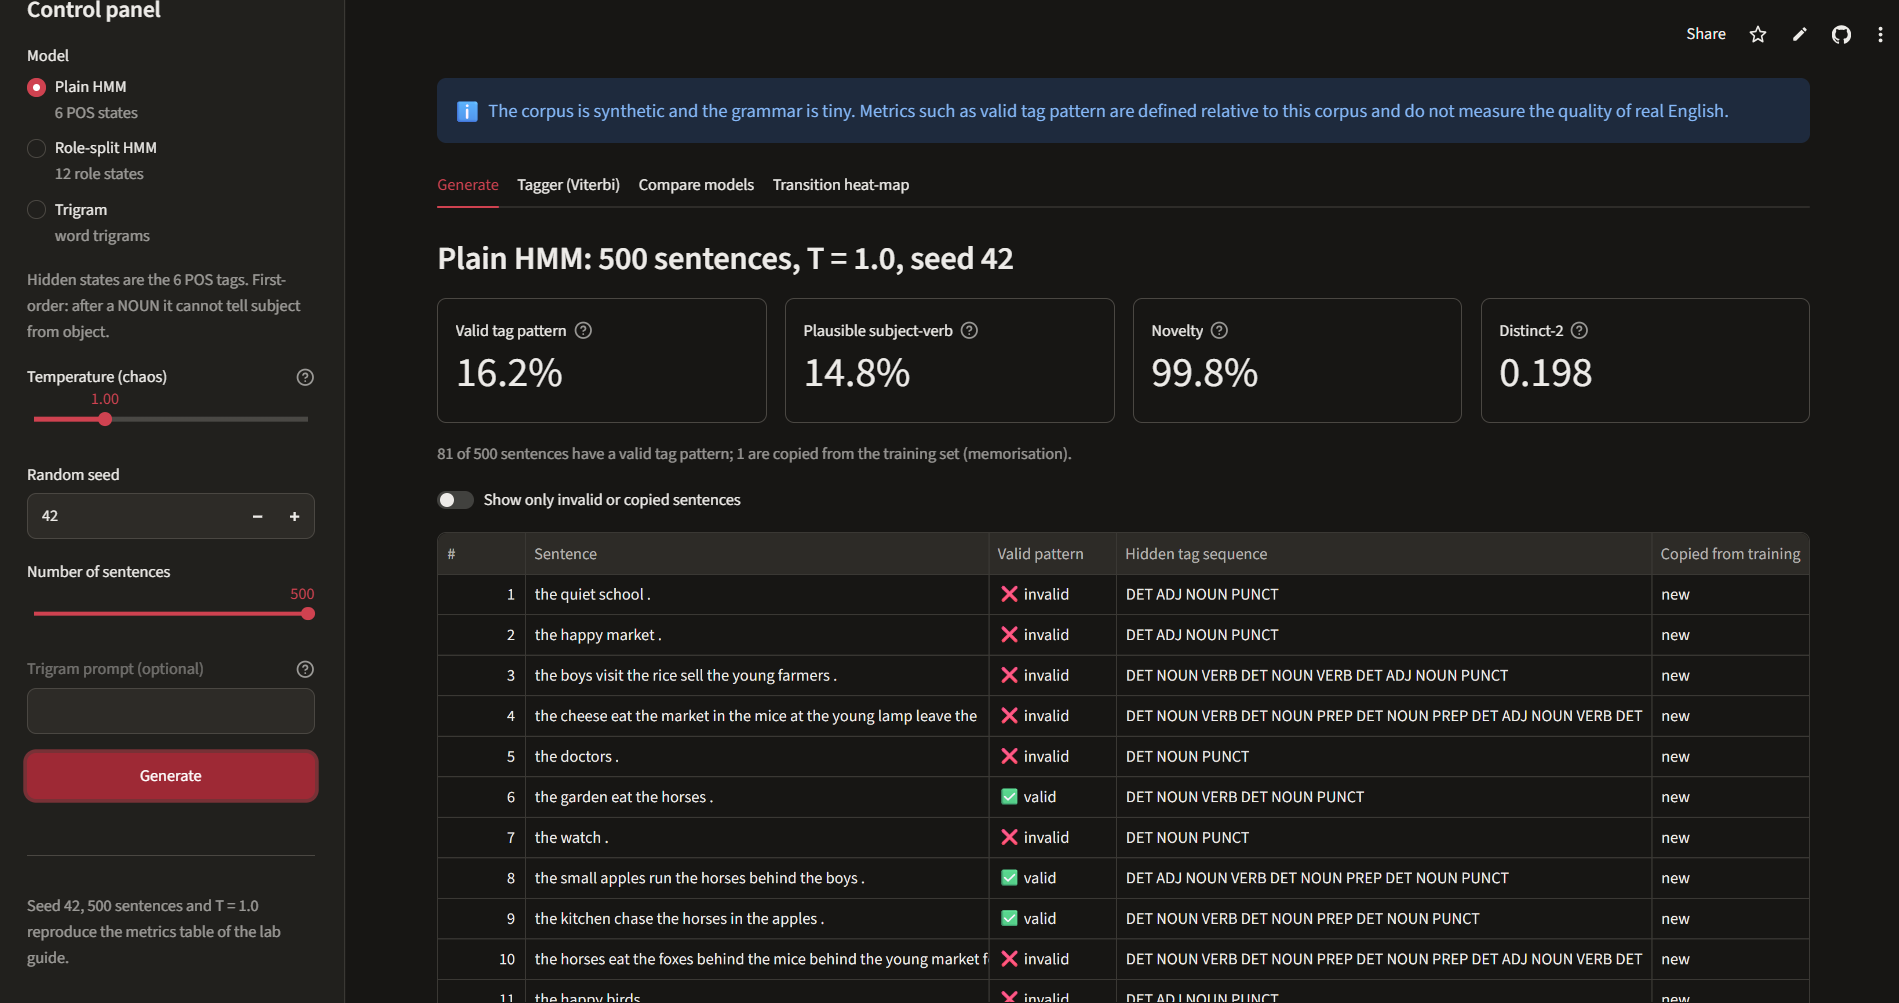 Control panel
Share
Model
Plain HMM
6 POS states
Role-split HMM
12 role states
Trigram
word trigrams
Hidden states are the 6 POS tags. First-
order: after a NOUN it cannot tell subject
from object.
Temperature (chaos)
1.00
Random seed
42
Number of sentences
500
Trigram prompt (optional)
Generate
Seed 42, 500 sentences and T = 1.0
reproduce the metrics table of the lab
guide.
The corpus is synthetic and the grammar is tiny. Metrics such as valid tag pattern are defined relative to this corpus and do not measure the quality of real English.
Generate Tagger (Viterbi) Compare models Transition heat-map
Plain HMM: 500 sentences, T = 1.0, seed 42
Valid tag pattern Plausible subject-verb Novelty Distinct-2
16.2% 14.8% 99.8% 0.198
81 of 500 sentences have a valid tag pattern; 1 are copied from the training set (memorisation).
Show only invalid or copied sentences
# Sentence Valid pattern Hidden tag sequence Copied from training
1 the quiet school . ❌ invalid DET ADJ NOUN PUNCT new
2 the happy market . ❌ invalid DET ADJ NOUN PUNCT new
3 the boys visit the rice sell the young farmers . ❌ invalid DET NOUN VERB DET NOUN VERB DET ADJ NOUN PUNCT new
4 the cheese eat the market in the mice at the young lamp leave the ❌ invalid DET NOUN VERB DET NOUN PREP DET NOUN PREP DET ADJ NOUN VERB DET new
5 the doctors . ❌ invalid DET NOUN PUNCT new
6 the garden eat the horses . ✅ valid DET NOUN VERB DET NOUN PUNCT new
7 the watch . ❌ invalid DET NOUN PUNCT new
8 the small apples run the horses behind the boys . ✅ valid DET ADJ NOUN VERB DET NOUN PREP DET NOUN PUNCT new
9 the kitchen chase the horses in the apples . ✅ valid DET NOUN VERB DET NOUN PREP DET NOUN PUNCT new
10 the horses eat the foxes behind the mice behind the young market ❌ invalid DET NOUN VERB DET NOUN PREP DET NOUN PREP DET ADJ NOUN VERB DET new
11 the happy birds ❌ invalid DET ADJ NOUN PUNCT new